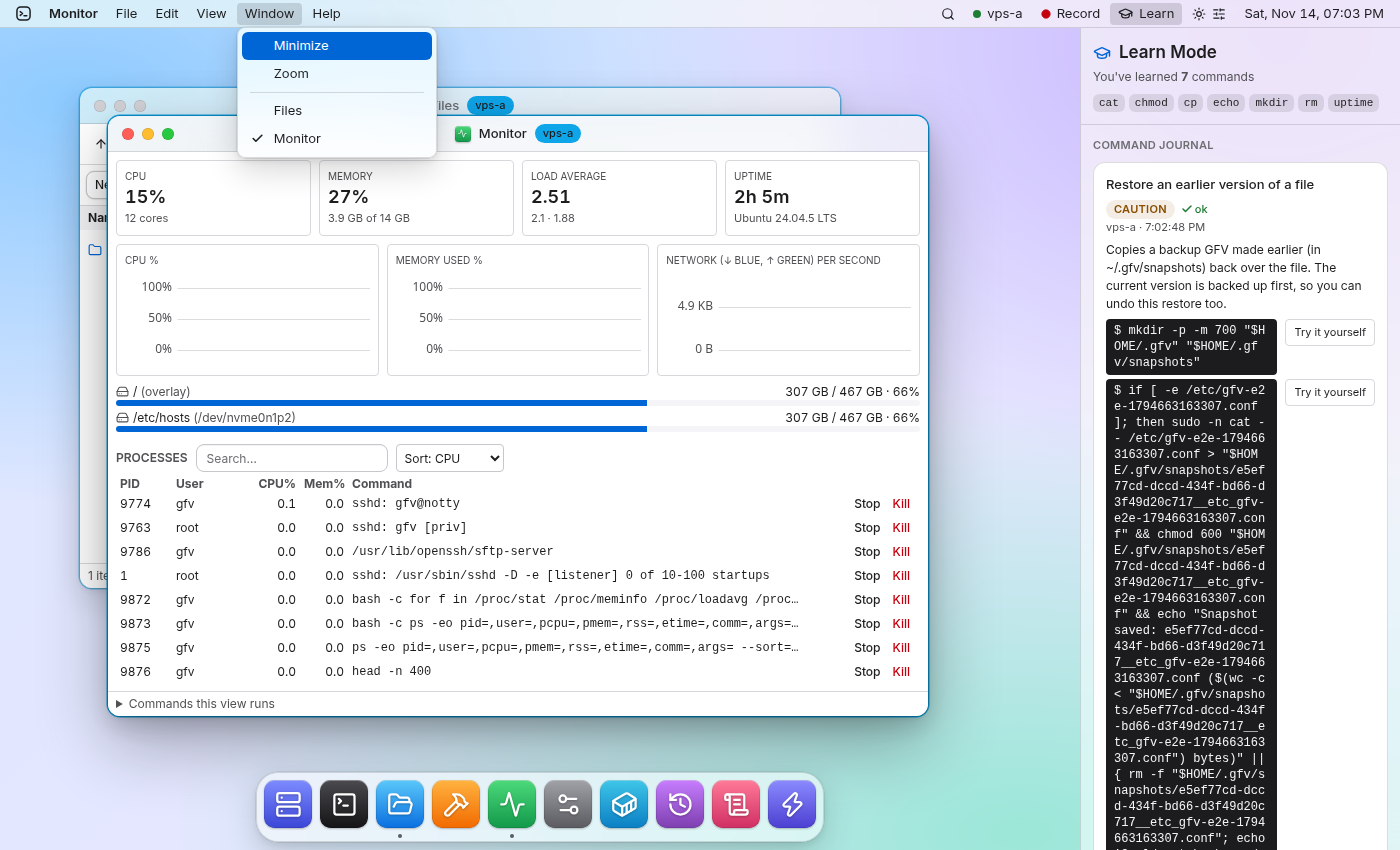 Monitor File Edit View Window Help
vps-a Record Learn Sat, Nov 14, 07:03 PM
Minimize
Zoom
Files
Monitor
vps-a
Monitor vps-a
CPU
15%
12 cores
MEMORY
27%
3.9 GB of 14 GB
LOAD AVERAGE
2.51
2.1 · 1.88
UPTIME
2h 5m
Ubuntu 24.04.5 LTS
CPU %
100%
50%
0%
MEMORY USED %
100%
50%
0%
NETWORK (↓ BLUE, ↑ GREEN) PER SECOND
4.9 KB
0 B
/ (overlay) 307 GB / 467 GB · 66%
/etc/hosts (/dev/nvme0n1p2) 307 GB / 467 GB · 66%
PROCESSES Search... Sort: CPU
PID User CPU% Mem% Command
9774 gfv 0.1 0.0 sshd: gfv@notty Stop Kill
9763 root 0.0 0.0 sshd: gfv [priv] Stop Kill
9786 gfv 0.0 0.0 /usr/lib/openssh/sftp-server Stop Kill
1 root 0.0 0.0 sshd: /usr/sbin/sshd -D -e [listener] 0 of 10-100 startups Stop Kill
9872 gfv 0.0 0.0 bash -c for f in /proc/stat /proc/meminfo /proc/loadavg /proc… Stop Kill
9873 gfv 0.0 0.0 bash -c ps -eo pid=,user=,pcpu=,pmem=,rss=,etime=,comm=,args=… Stop Kill
9875 gfv 0.0 0.0 ps -eo pid=,user=,pcpu=,pmem=,rss=,etime=,comm=,args= --sort=… Stop Kill
9876 gfv 0.0 0.0 head -n 400 Stop Kill
Commands this view runs
Learn Mode
You've learned 7 commands
cat chmod cp echo mkdir rm uptime
COMMAND JOURNAL
Restore an earlier version of a file
CAUTION ok
vps-a · 7:02:48 PM
Copies a backup GFV made earlier (in
~/.gfv/snapshots) back over the file. The
current version is backed up first, so you can
undo this restore too.
$ mkdir -p -m 700 "$H
OME/.gfv" "$HOME/.gf
v/snapshots"
Try it yourself
$ if [ -e /etc/gfv-e2
e-1794663163307.conf
]; then sudo -n cat -
- /etc/gfv-e2e-179466
3163307.conf > "$HOM
E/.gfv/snapshots/e5ef
77cd-dccd-434f-bd66-d
3f49d20c717__etc_gfv-
e2e-1794663163307.con
f" && chmod 600 "$HOM
E/.gfv/snapshots/e5ef
77cd-dccd-434f-bd66-d
3f49d20c717__etc_gfv-
e2e-1794663163307.con
f" && echo "Snapshot
saved: e5ef77cd-dccd-
434f-bd66-d3f49d20c71
7__etc_gfv-e2e-179466
3163307.conf ($(wc -c
< "$HOME/.gfv/snapsho
ts/e5ef77cd-dccd-434f
-bd66-d3f49d20c717__e
tc_gfv-e2e-1794663163
307.conf") bytes)" ||
{ rm -f "$HOME/.gfv/s
napshots/e5ef77cd-dcc
d-434f-bd66-d3f49d20c
717__etc_gfv-e2e-1794
663163307.conf"; echo
Try it yourself